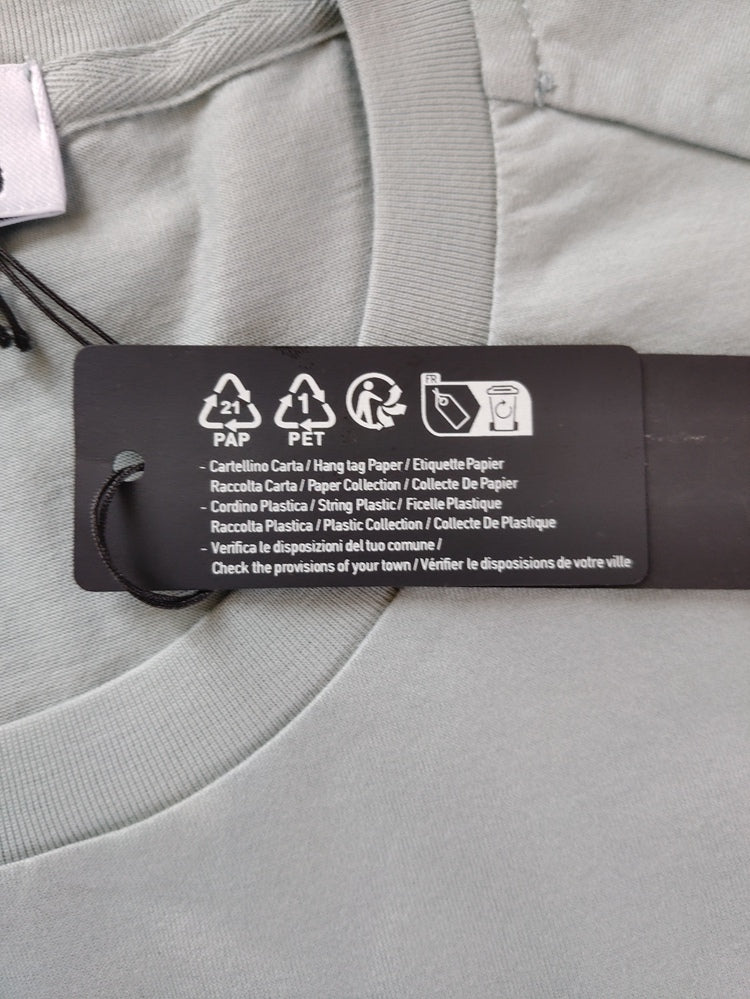 21 1 FR
PAP PET
- Cartellino Carta / Hang tag Paper / Etiquette Papier
Raccolta Carta / Paper Collection / Collecte De Papier
- Cordino Plastica / String Plastic / Ficelle Plastique
Raccolta Plastica / Plastic Collection / Collecte De Plastique
- Verifica le disposizioni del tuo comune /
Check the provisions of your town / Vérifier le disposisions de votre ville